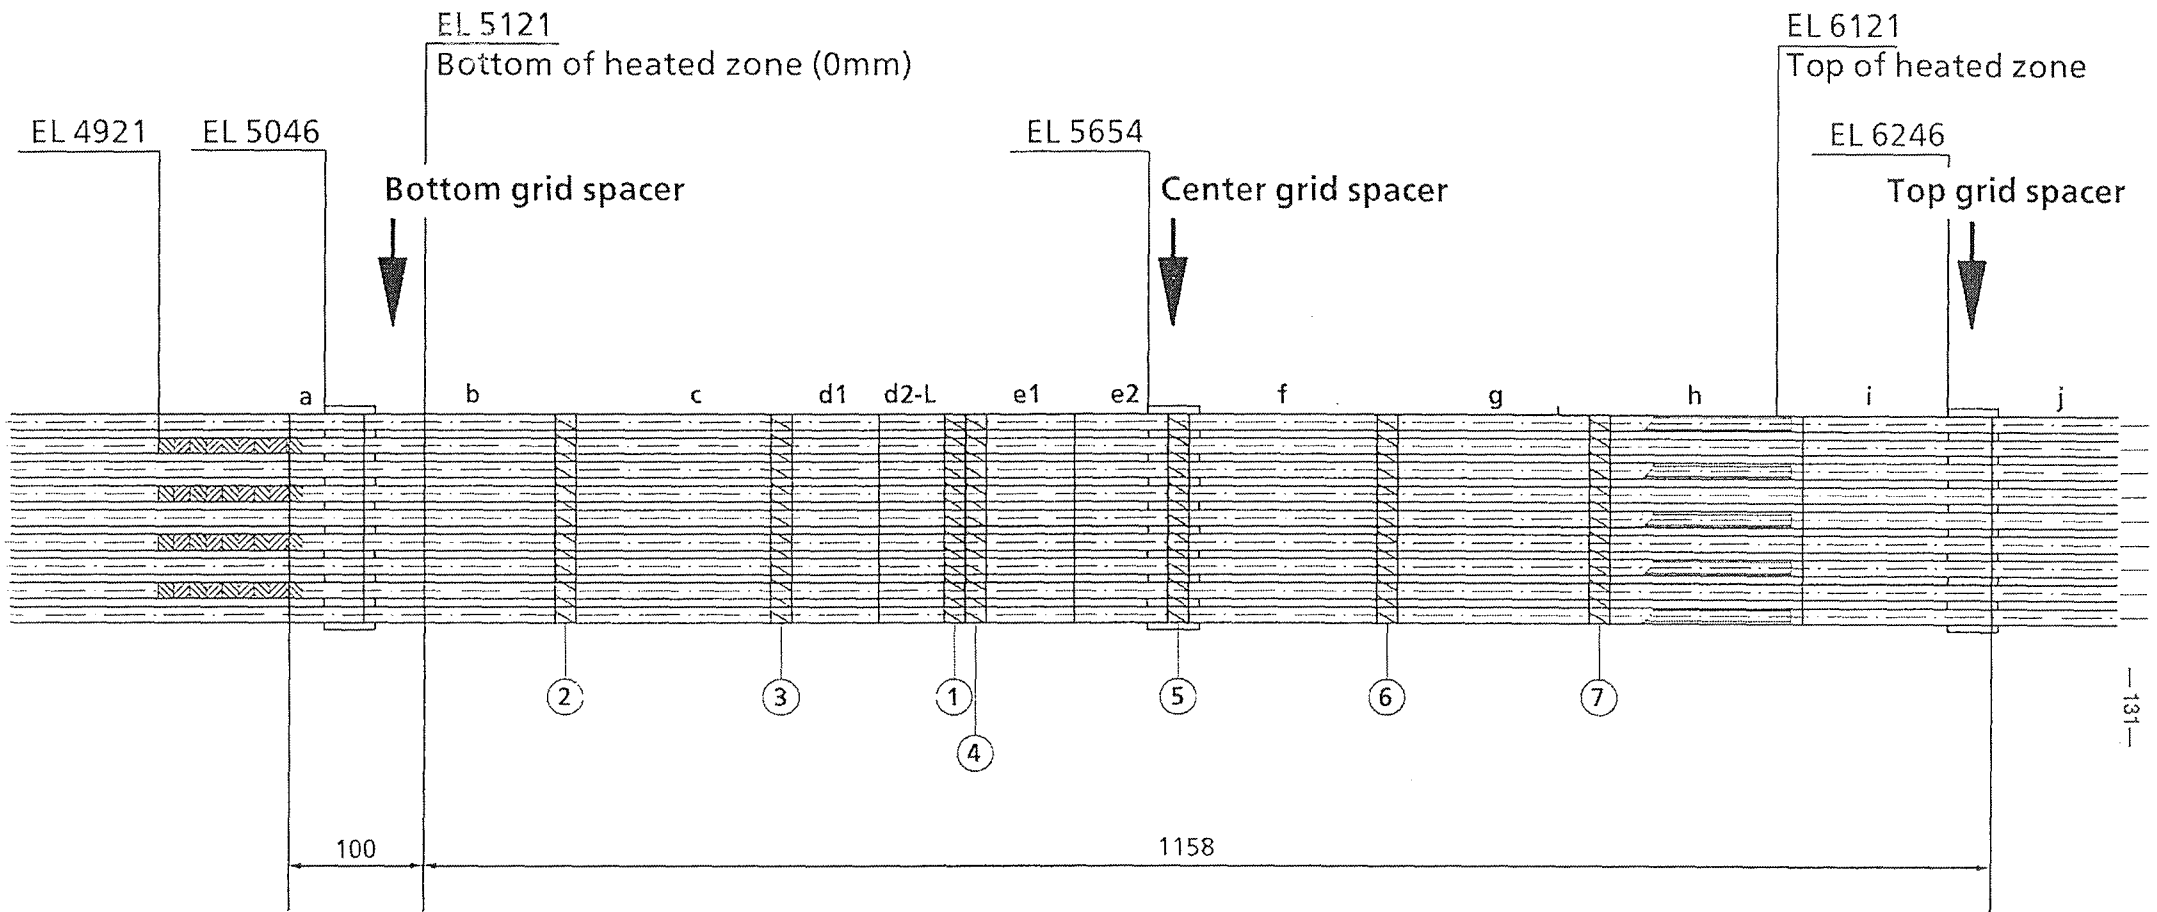 EL 5121
Bottom of heated zone (0mm)
EL 6121
Top of heated zone
EL 4921
EL 5046
EL 5654
EL 6246
Bottom grid spacer
Center grid spacer
Top grid spacer
a b c d1 d2-L e1 e2 f g h i j
2 3 1 5 6 7
4
100 1158
—131—